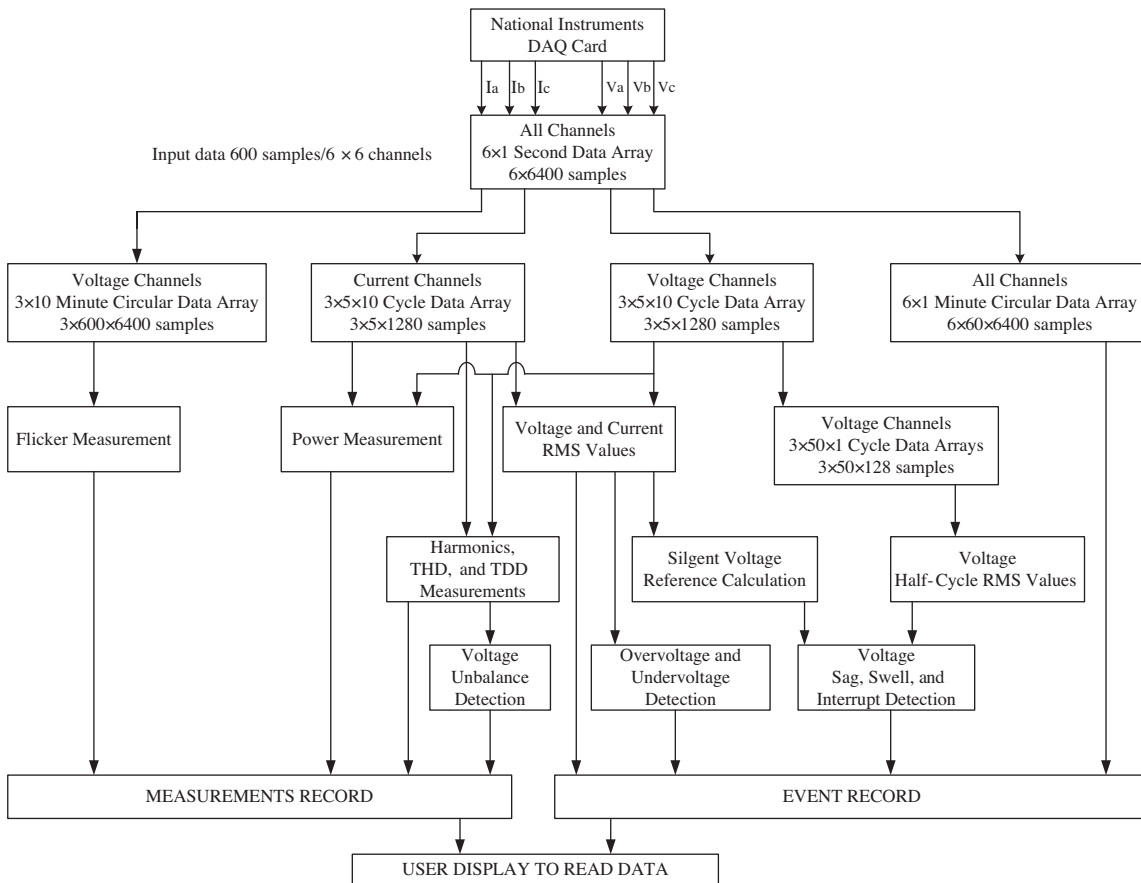 National Instruments
DAQ Card
Ia
Ib
Ic
Va
Vb
Vc
All Channels
6×1 Second Data Array
6×6400 samples
Input data 600 samples/6 × 6 channels
Voltage Channels
3×10 Minute Circular Data Array
3×600×6400 samples
Current Channels
3×5×10 Cycle Data Array
3×5×1280 samples
Voltage Channels
3×5×10 Cycle Data Array
3×5×1280 samples
All Channels
6×1 Minute Circular Data Array
6×60×6400 samples
Flicker Measurement
Power Measurement
Voltage and Current
RMS Values
Voltage Channels
3×50×1 Cycle Data Arrays
3×50×128 samples
Harmonics,
THD, and TDD
Measurements
Silgent Voltage
Reference Calculation
Voltage
Half-Cycle RMS Values
Voltage
Unbalance
Detection
Overvoltage and
Undervoltage
Detection
Voltage
Sag, Swell, and
Interrupt Detection
MEASUREMENTS RECORD
EVENT RECORD
USER DISPLAY TO READ DATA